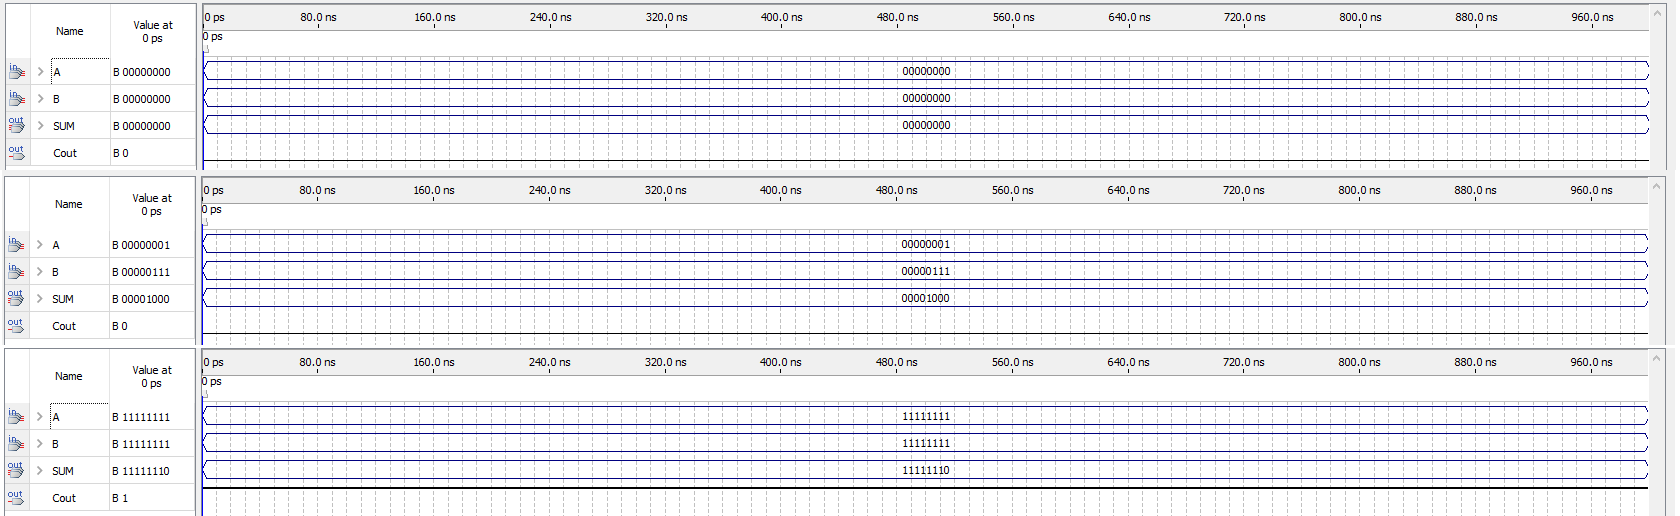 Name Value at 0 ps 0 ps 80.0 ns 160.0 ns 240.0 ns 320.0 ns 400.0 ns 480.0 ns 560.0 ns 640.0 ns 720.0 ns 800.0 ns 880.0 ns 960.0 ns
0 ps
in A B 00000000 00000000
in B B 00000000 00000000
out SUM B 00000000 00000000
out Cout B 0
Name Value at 0 ps 0 ps 80.0 ns 160.0 ns 240.0 ns 320.0 ns 400.0 ns 480.0 ns 560.0 ns 640.0 ns 720.0 ns 800.0 ns 880.0 ns 960.0 ns
0 ps
in A B 00000001 00000001
in B B 00000111 00000111
out SUM B 00001000 00001000
out Cout B 0
Name Value at 0 ps 0 ps 80.0 ns 160.0 ns 240.0 ns 320.0 ns 400.0 ns 480.0 ns 560.0 ns 640.0 ns 720.0 ns 800.0 ns 880.0 ns 960.0 ns
0 ps
in A B 11111111 11111111
in B B 11111111 11111111
out SUM B 11111110 11111110
out Cout B 1